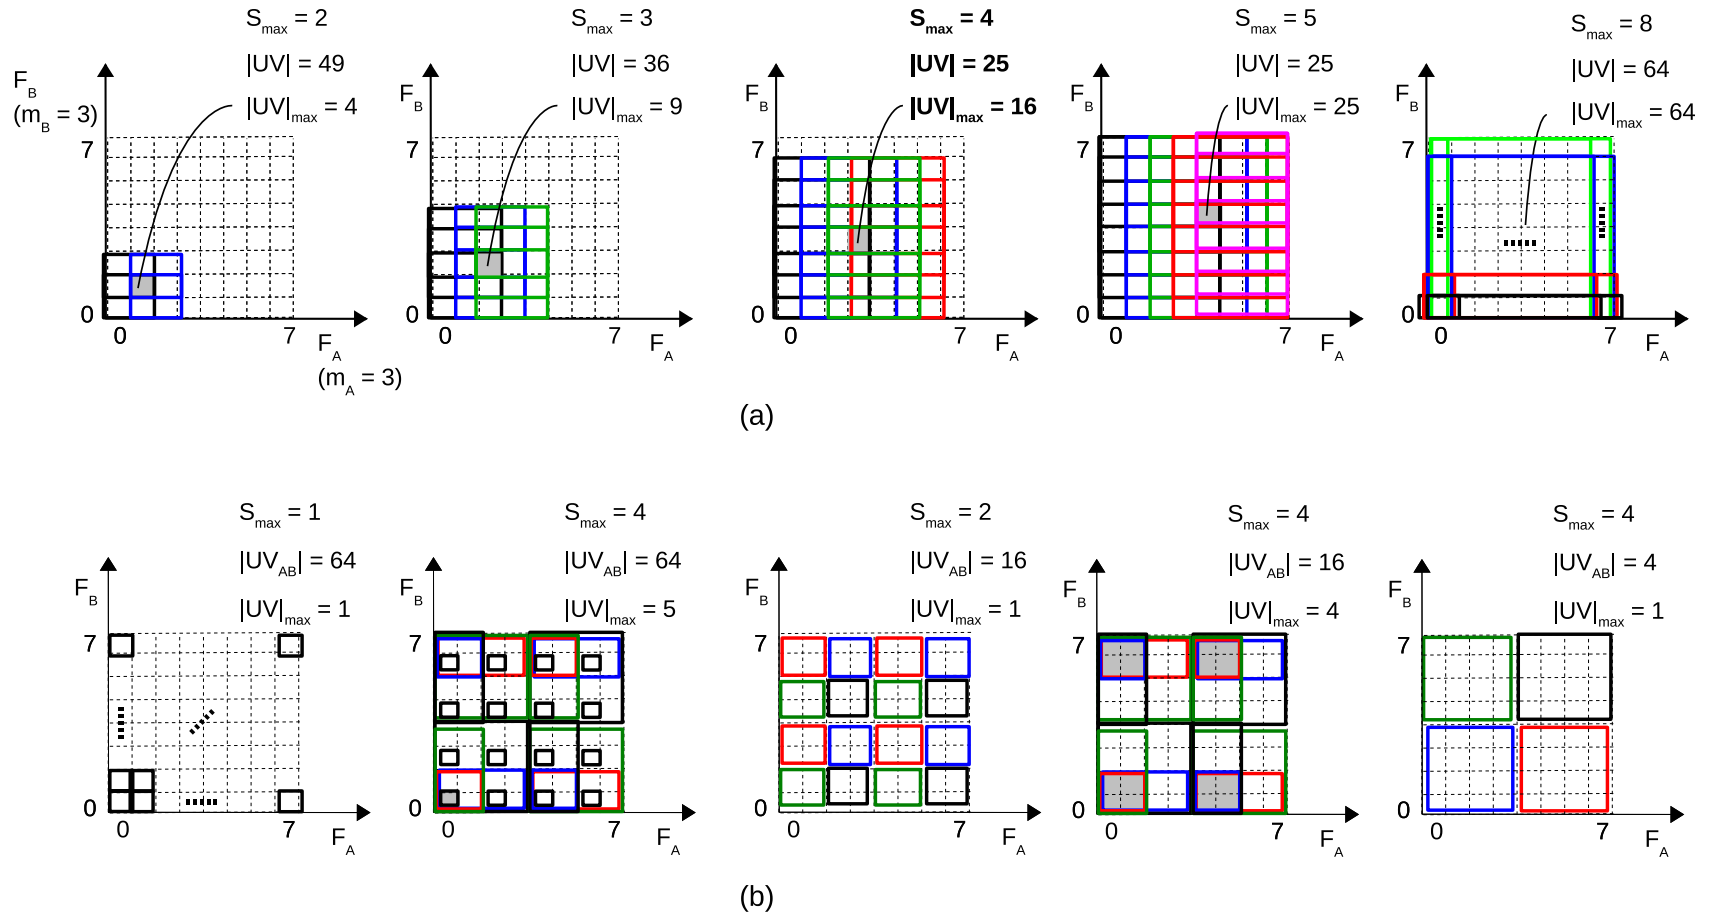 S_max = 2
|UV| = 49
|UV|_max = 4
F_B
(m_B = 3)
7
0
0
7
F_A
(m_A = 3)
S_max = 3
|UV| = 36
|UV|_max = 9
F_B
7
0
0
7
F_A
S_max = 4
|UV| = 25
|UV|_max = 16
F_B
7
0
0
7
F_A
S_max = 5
|UV| = 25
|UV|_max = 25
F_B
7
0
0
7
F_A
S_max = 8
|UV| = 64
|UV|_max = 64
F_B
7
0
0
7
F_A
(a)
S_max = 1
|UV_AB| = 64
|UV|_max = 1
F_B
7
0
0
7
F_A
S_max = 4
|UV_AB| = 64
|UV|_max = 5
F_B
7
0
0
7
F_A
S_max = 2
|UV_AB| = 16
|UV|_max = 1
F_B
7
0
0
7
F_A
S_max = 4
|UV_AB| = 16
|UV|_max = 4
F_B
7
0
0
7
F_A
S_max = 4
|UV_AB| = 4
|UV|_max = 1
F_B
7
0
0
7
F_A
(b)